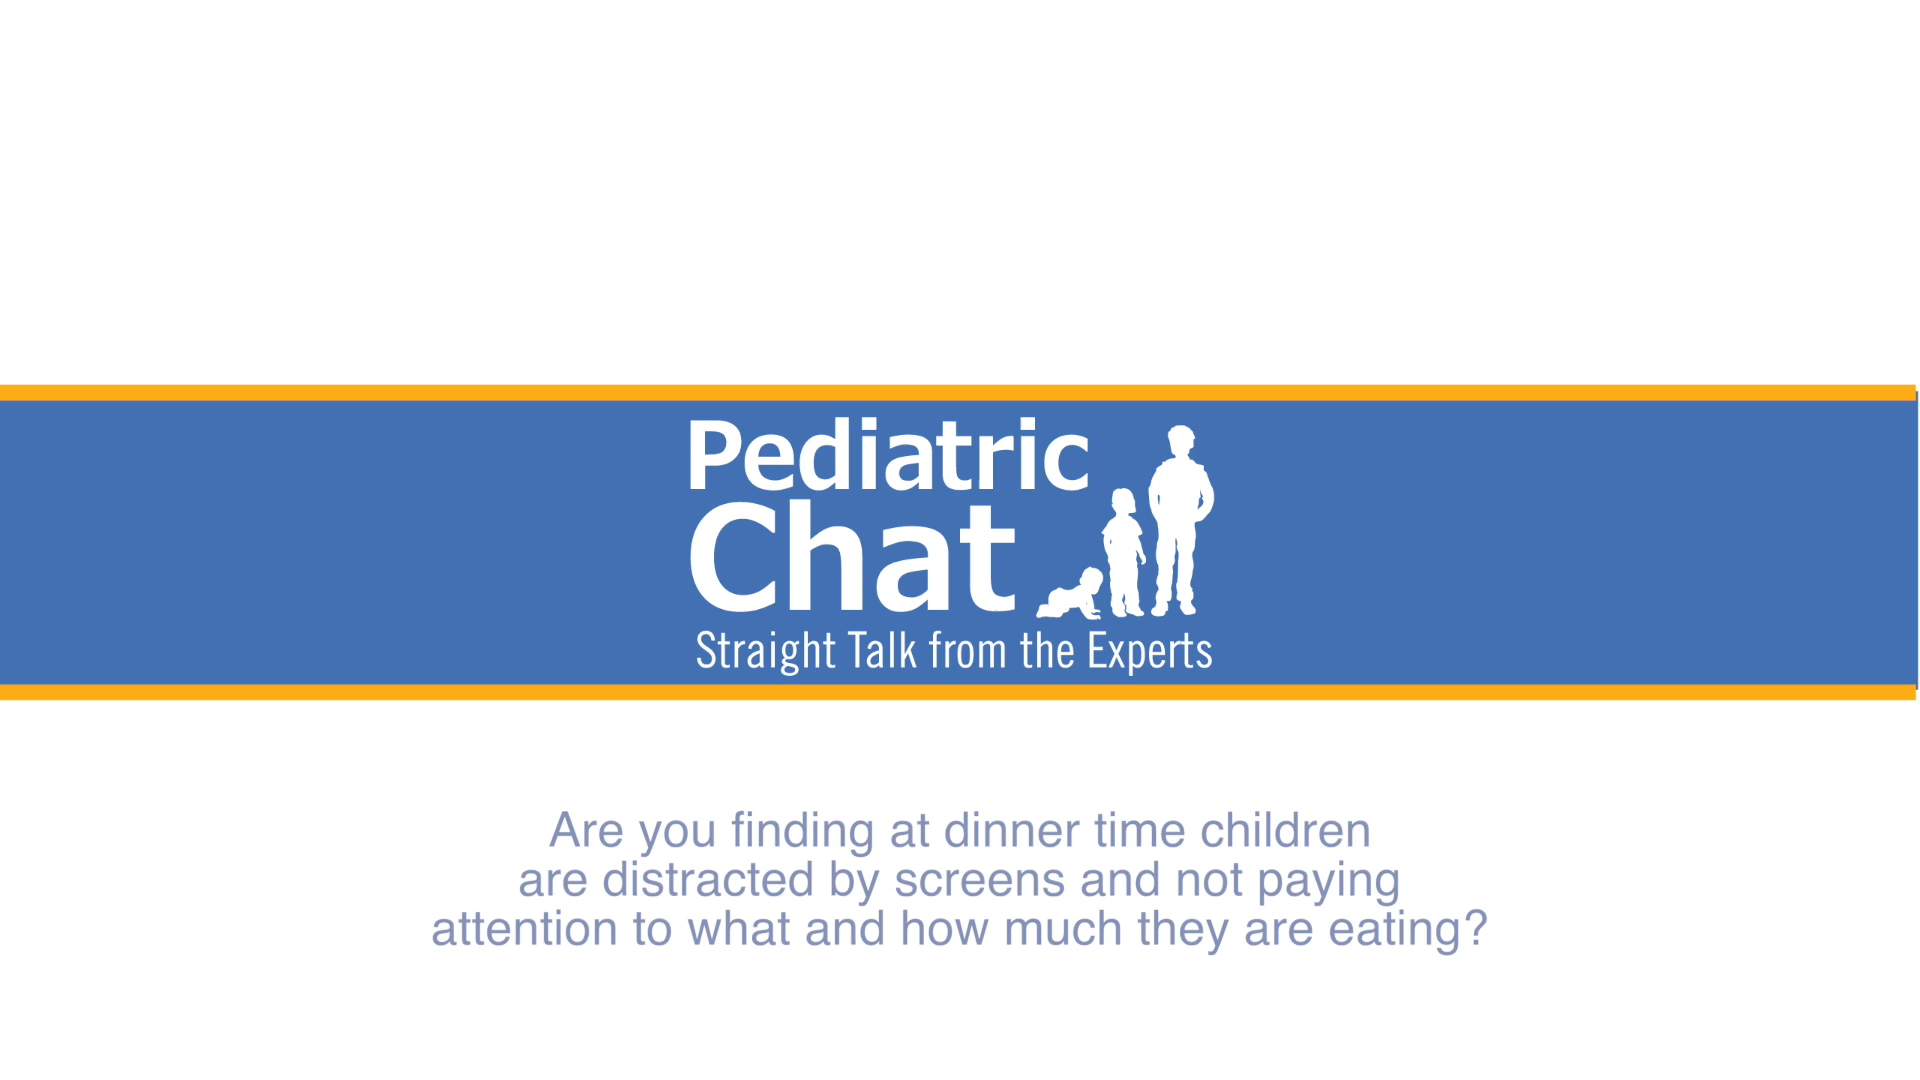 Pediatric
Chat
Straight Talk from the Experts
Are you finding at dinner time children
are distracted by screens and not paying
attention to what and how much they are eating?